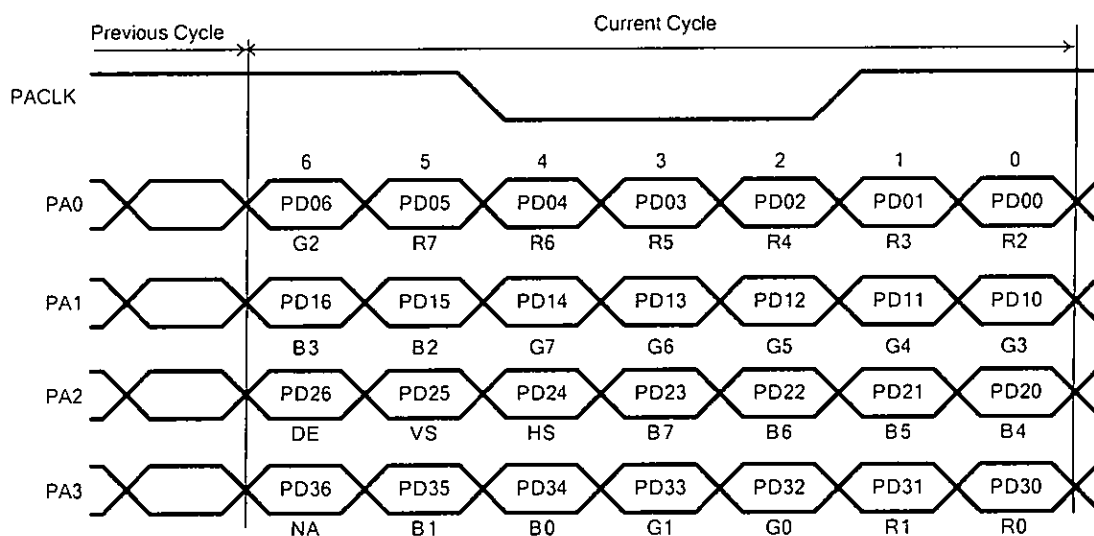 Previous Cycle Current Cycle
PACLK
6 5 4 3 2 1 0
PA0 PD06 PD05 PD04 PD03 PD02 PD01 PD00
G2 R7 R6 R5 R4 R3 R2
PA1 PD16 PD15 PD14 PD13 PD12 PD11 PD10
B3 B2 G7 G6 G5 G4 G3
PA2 PD26 PD25 PD24 PD23 PD22 PD21 PD20
DE VS HS B7 B6 B5 B4
PA3 PD36 PD35 PD34 PD33 PD32 PD31 PD30
NA B1 B0 G1 G0 R1 R0